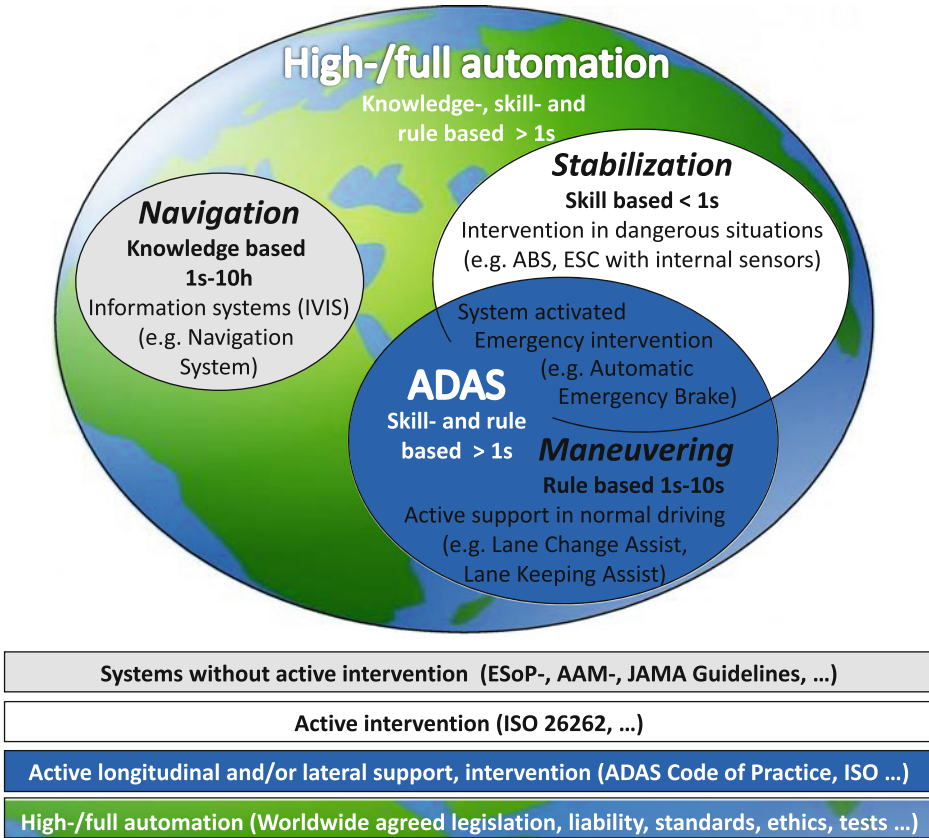 High-/full automation
Knowledge-, skill- and
rule based > 1s
Stabilization
Skill based < 1s
Intervention in dangerous situations
(e.g. ABS, ESC with internal sensors)
Navigation
Knowledge based
1s-10h
Information systems (IVIS)
(e.g. Navigation
System)
System activated
Emergency intervention
(e.g. Automatic
Emergency Brake)
ADAS
Skill- and rule
based > 1s
Maneuvering
Rule based 1s-10s
Active support in normal driving
(e.g. Lane Change Assist,
Lane Keeping Assist)
Systems without active intervention (ESoP-, AAM-, JAMA Guidelines, ...)
Active intervention (ISO 26262, ...)
Active longitudinal and/or lateral support, intervention (ADAS Code of Practice, ISO ...)
High-/full automation (Worldwide agreed legislation, liability, standards, ethics, tests ...)